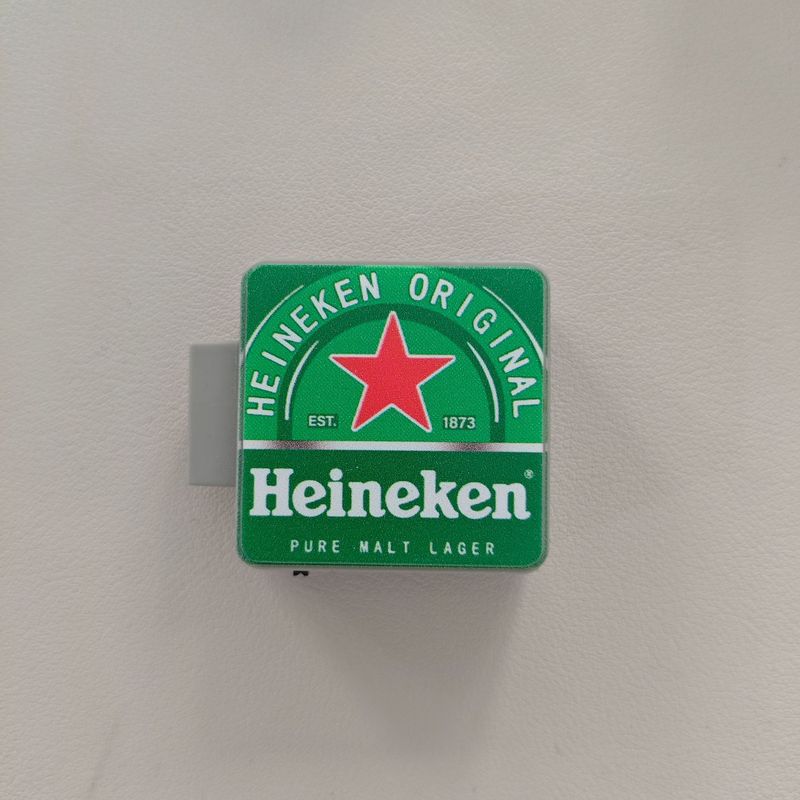 HEINEKEN ORIGINAL
EST. 1873
Heineken®
PURE MALT LAGER